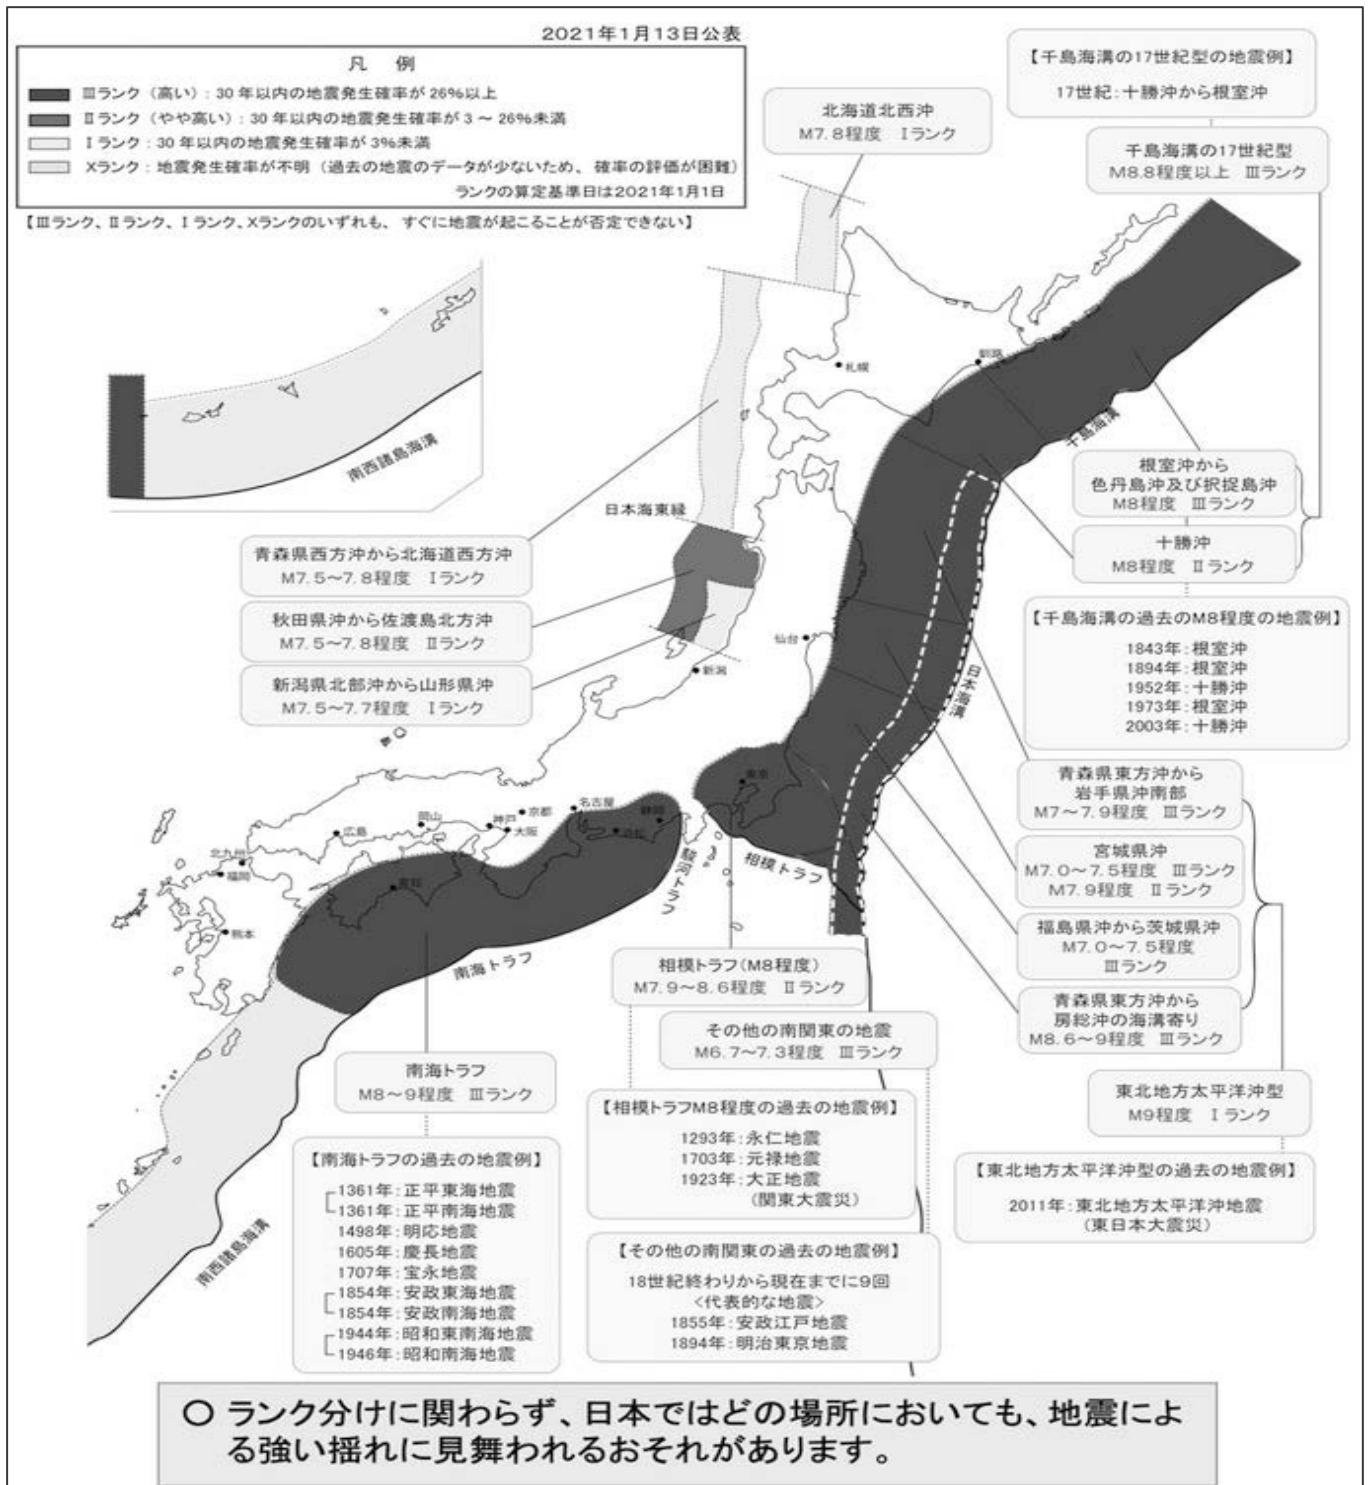 2021年1月13日公表
凡 例
Ⅲランク (高い) : 30年以内の地震発生確率が26%以上
Ⅱランク (やや高い) : 30年以内の地震発生確率が3～26%未満
Ⅰランク : 30年以内の地震発生確率が3%未満
Xランク : 地震発生確率が不明 (過去の地震のデータが少ないため、確率の評価が困難)
ランクの算定基準日は2021年1月1日
【Ⅲランク、Ⅱランク、Ⅰランク、Xランクのいずれも、すぐに地震が起こることが否定できない】
北海道北西沖
M7.8程度 Ⅰランク
【千島海溝の17世紀型の地震例】
17世紀:十勝沖から根室沖
千島海溝の17世紀型
M8.8程度以上 Ⅲランク
釧路
札幌
千島海溝
南西諸島海溝
根室沖から
色丹島沖及び択捉島沖
M8程度 Ⅲランク
十勝沖
M8程度 Ⅱランク
日本海東縁
青森県西方沖から北海道西方沖
M7.5～7.8程度 Ⅰランク
秋田県沖から佐渡島北方沖
M7.5～7.8程度 Ⅱランク
新潟県北部沖から山形県沖
M7.5～7.7程度 Ⅰランク
【千島海溝の過去のM8程度の地震例】
1843年:根室沖
1894年:根室沖
1952年:十勝沖
1973年:根室沖
2003年:十勝沖
仙台
新潟
日本海溝
青森県東方沖から
岩手県沖南部
M7～7.9程度 Ⅲランク
宮城県沖
M7.0～7.5程度 Ⅲランク
M7.9程度 Ⅱランク
福島県沖から茨城県沖
M7.0～7.5程度
Ⅲランク
青森県東方沖から
房総沖の海溝寄り
M8.6～9程度 Ⅲランク
東京
名古屋
静岡
浜松
京都
神戸
大阪
岡山
広島
北九州
福岡
高知
熊本
駿河トラフ
相模トラフ
南海トラフ
相模トラフ(M8程度)
M7.9～8.6程度 Ⅱランク
その他の南関東の地震
M6.7～7.3程度 Ⅲランク
南海トラフ
M8～9程度 Ⅲランク
東北地方太平洋沖型
M9程度 Ⅰランク
【相模トラフM8程度の過去の地震例】
1293年:永仁地震
1703年:元禄地震
1923年:大正地震
(関東大震災)
【南海トラフの過去の地震例】
1361年:正平東海地震
1361年:正平南海地震
1498年:明応地震
1605年:慶長地震
1707年:宝永地震
1854年:安政東海地震
1854年:安政南海地震
1944年:昭和東南海地震
1946年:昭和南海地震
【東北地方太平洋沖型の過去の地震例】
2011年:東北地方太平洋沖地震
(東日本大震災)
南西諸島海溝
【その他の南関東の過去の地震例】
18世紀終わりから現在までに9回
<代表的な地震>
1855年:安政江戸地震
1894年:明治東京地震
〇 ランク分けに関わらず、日本ではどの場所においても、地震によ
る強い揺れに見舞われるおそれがあります。